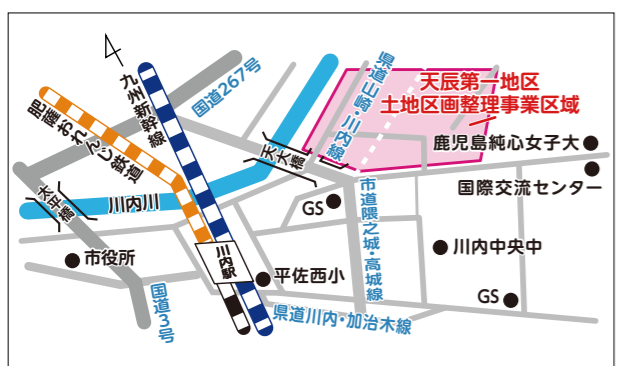 国道267号
九州新幹線
肥薩おれんじ鉄道
県道山崎・川内線
天辰第一地区
土地区画整理事業区域
鹿児島純心女子大
国際交流センター
天大橋
太平橋
川内川
GS
市道隈之城・高城線
川内中央中
市役所
川内駅
平佐西小
GS
国道3号
県道川内・加治木線